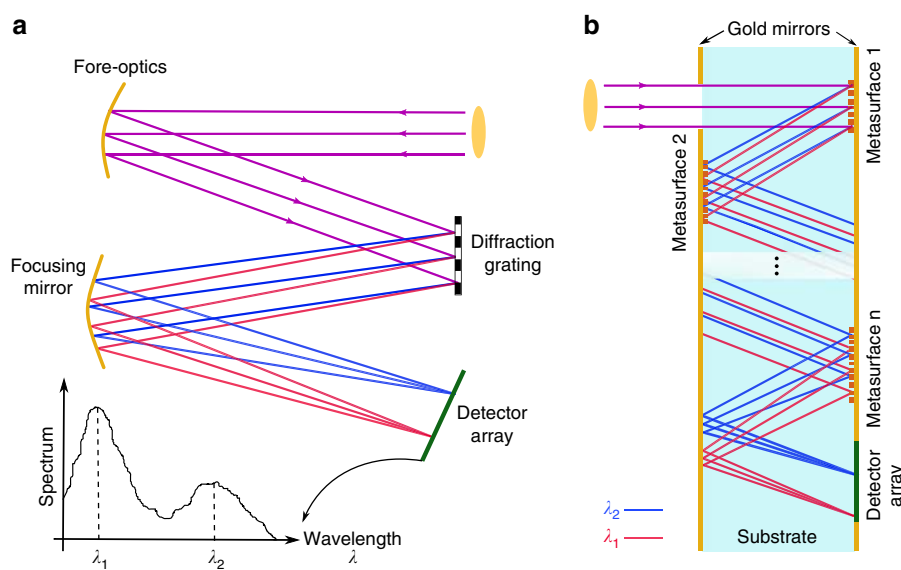 a
Fore-optics
Diffraction
grating
Focusing
mirror
Detector
array
Spectrum
Wavelength
λ1
λ2
λ
b
Gold mirrors
Metasurface 1
Metasurface 2
Metasurface n
Detector
array
λ2
λ1
Substrate